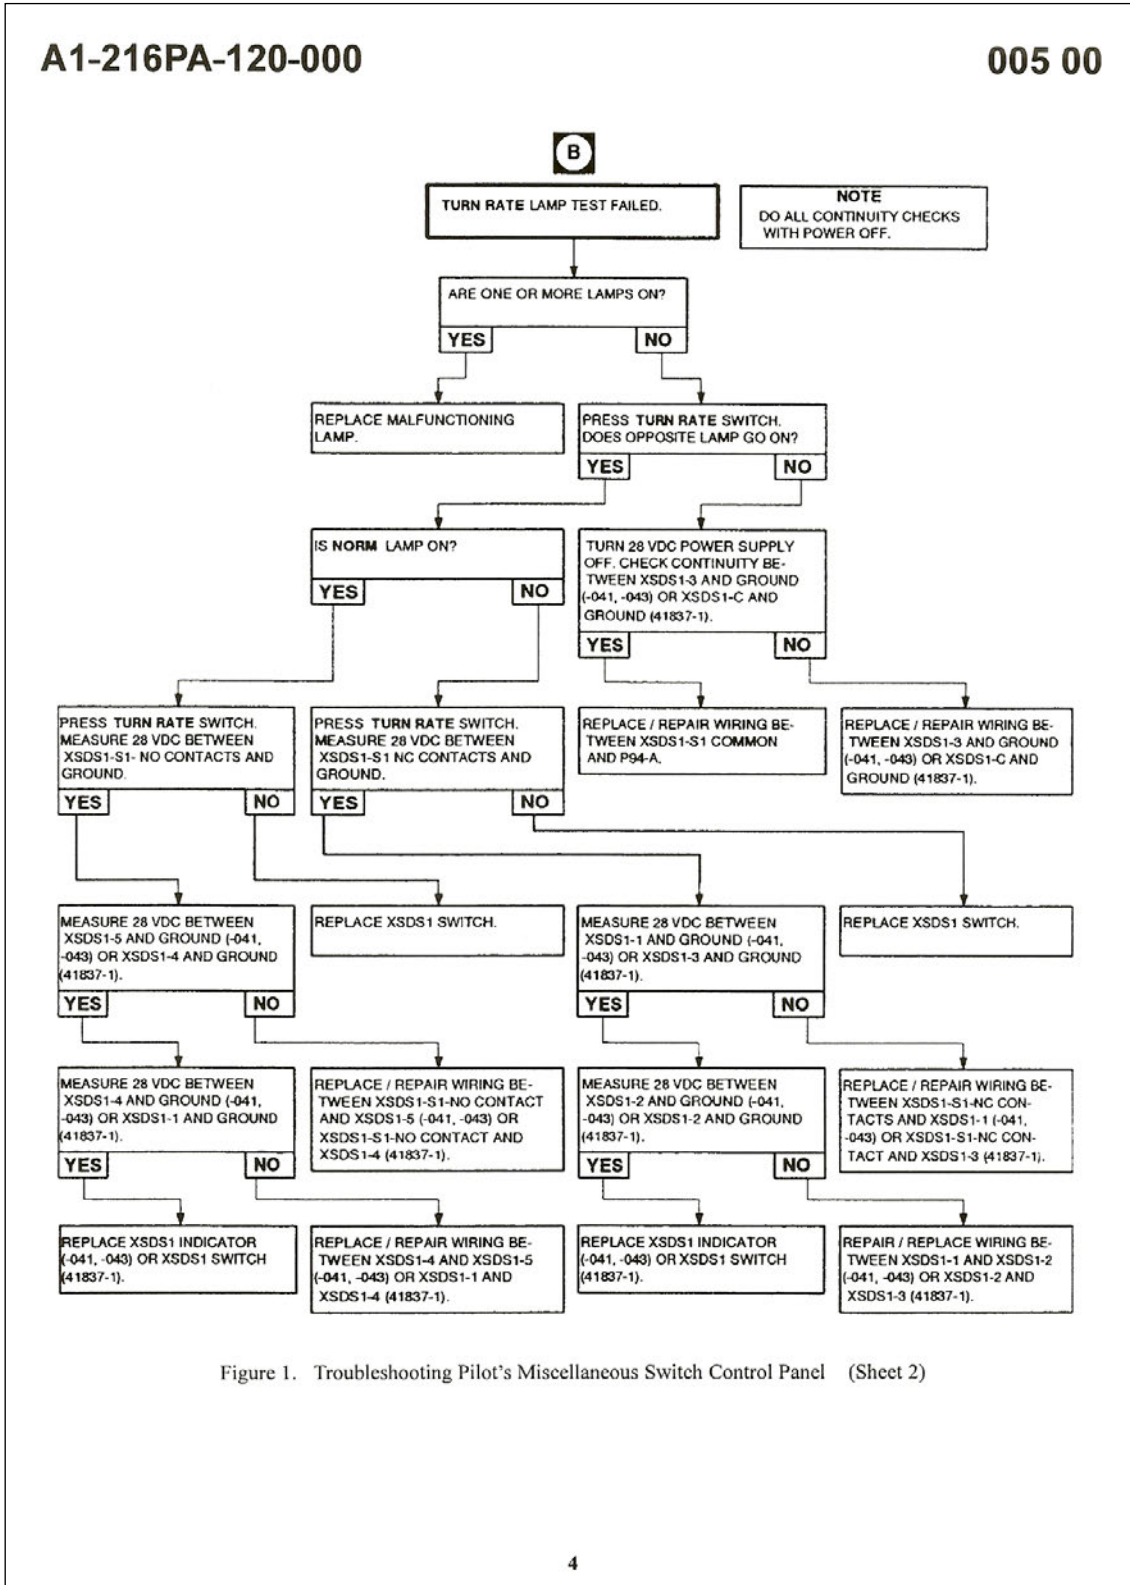 A1-216PA-120-000
005 00
B
TURN RATE LAMP TEST FAILED.
NOTE
DO ALL CONTINUITY CHECKS
WITH POWER OFF.
ARE ONE OR MORE LAMPS ON?
YES
NO
REPLACE MALFUNCTIONING
LAMP.
PRESS TURN RATE SWITCH.
DOES OPPOSITE LAMP GO ON?
YES
NO
IS NORM LAMP ON?
YES
NO
TURN 28 VDC POWER SUPPLY
OFF. CHECK CONTINUITY BE-
TWEEN XSDS1-3 AND GROUND
(-041, -043) OR XSDS1-C AND
GROUND (41837-1).
YES
NO
PRESS TURN RATE SWITCH.
MEASURE 28 VDC BETWEEN
XSDS1-S1- NO CONTACTS AND
GROUND.
YES
NO
PRESS TURN RATE SWITCH.
MEASURE 28 VDC BETWEEN
XSDS1-S1 NC CONTACTS AND
GROUND.
YES
NO
REPLACE / REPAIR WIRING BE-
TWEEN XSDS1-S1 COMMON
AND P94-A.
REPLACE / REPAIR WIRING BE-
TWEEN XSDS1-3 AND GROUND
(-041, -043) OR XSDS1-C AND
GROUND (41837-1).
MEASURE 28 VDC BETWEEN
XSDS1-5 AND GROUND (-041,
-043) OR XSDS1-4 AND GROUND
(41837-1).
YES
NO
REPLACE XSDS1 SWITCH.
MEASURE 28 VDC BETWEEN
XSDS1-1 AND GROUND (-041,
-043) OR XSDS1-3 AND GROUND
(41837-1).
YES
NO
REPLACE XSDS1 SWITCH.
MEASURE 28 VDC BETWEEN
XSDS1-4 AND GROUND (-041,
-043) OR XSDS1-1 AND GROUND
(41837-1).
YES
NO
REPLACE / REPAIR WIRING BE-
TWEEN XSDS1-S1-NO CONTACT
AND XSDS1-5 (-041, -043) OR
XSDS1-S1-NO CONTACT AND
XSDS1-4 (41837-1).
MEASURE 28 VDC BETWEEN
XSDS1-2 AND GROUND (-041,
-043) OR XSDS1-2 AND GROUND
(41837-1).
YES
NO
REPLACE / REPAIR WIRING BE-
TWEEN XSDS1-S1-NC CON-
TACTS AND XSDS1-1 (-041,
-043) OR XSDS1-S1-NC CON-
TACT AND XSDS1-3 (41837-1).
REPLACE XSDS1 INDICATOR
(-041, -043) OR XSDS1 SWITCH
(41837-1).
REPLACE / REPAIR WIRING BE-
TWEEN XSDS1-4 AND XSDS1-5
(-041, -043) OR XSDS1-1 AND
XSDS1-4 (41837-1).
REPLACE XSDS1 INDICATOR
(-041, -043) OR XSDS1 SWITCH
(41837-1).
REPAIR / REPLACE WIRING BE-
TWEEN XSDS1-1 AND XSDS1-2
(-041, -043) OR XSDS1-2 AND
XSDS1-3 (41837-1).
Figure 1. Troubleshooting Pilot's Miscellaneous Switch Control Panel (Sheet 2)
4